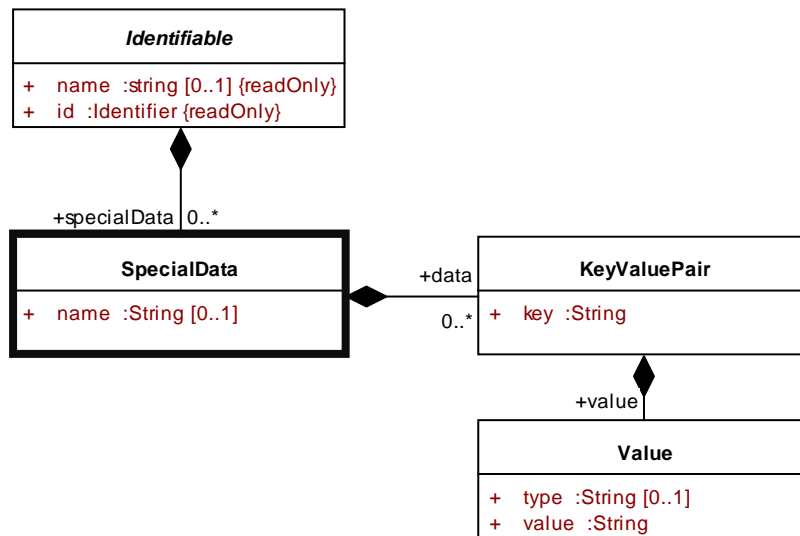 Identifiable
+ name :string [0..1] {readOnly}
+ id :Identifier {readOnly}
+specialData 0..*
SpecialData
+ name :String [0..1]
+data
0..*
KeyValuePair
+ key :String
+value
Value
+ type :String [0..1]
+ value :String